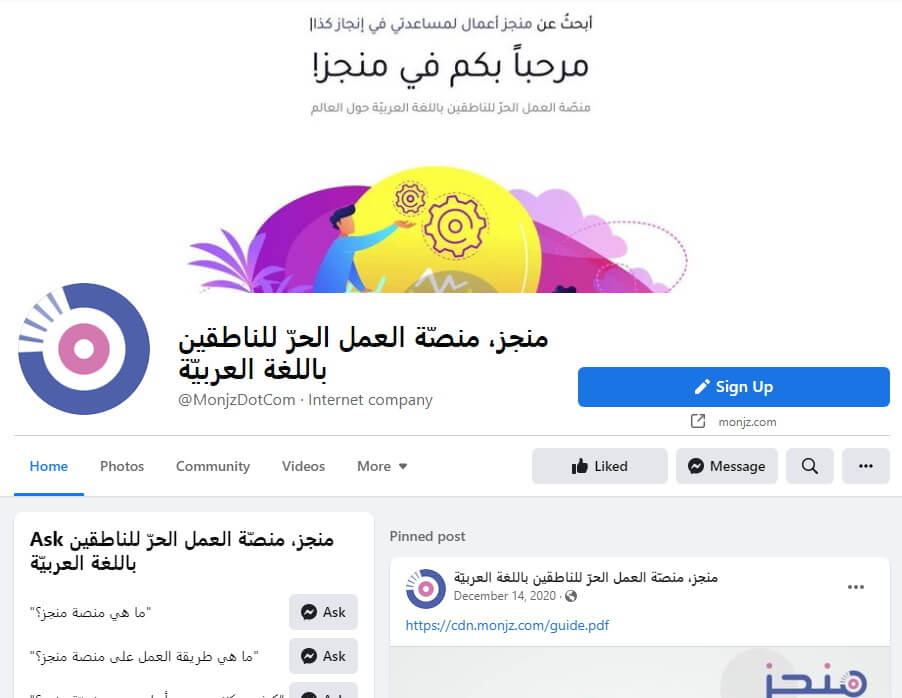 أبحثُ عن منجز أعمال لمساعدتي في إنجاز كذا|
مرحباً بكم في منجز!
منصّة العمل الحرّ للناطقين باللغة العربيّة حول العالم
منجز، منصّة العمل الحرّ للناطقين
باللغة العربيّة
@MonjzDotCom · Internet company
Sign Up
monjz.com
Home
Photos
Community
Videos
More
Liked
Message
Ask منجز، منصّة العمل الحرّ للناطقين
باللغة العربيّة
"ما هي منصة منجز؟"
Ask
"ما هي طريقة العمل على منصة منجز؟"
Ask
Pinned post
منجز، منصّة العمل الحرّ للناطقين باللغة العربيّة
December 14, 2020 ·
https://cdn.monjz.com/guide.pdf
منجز